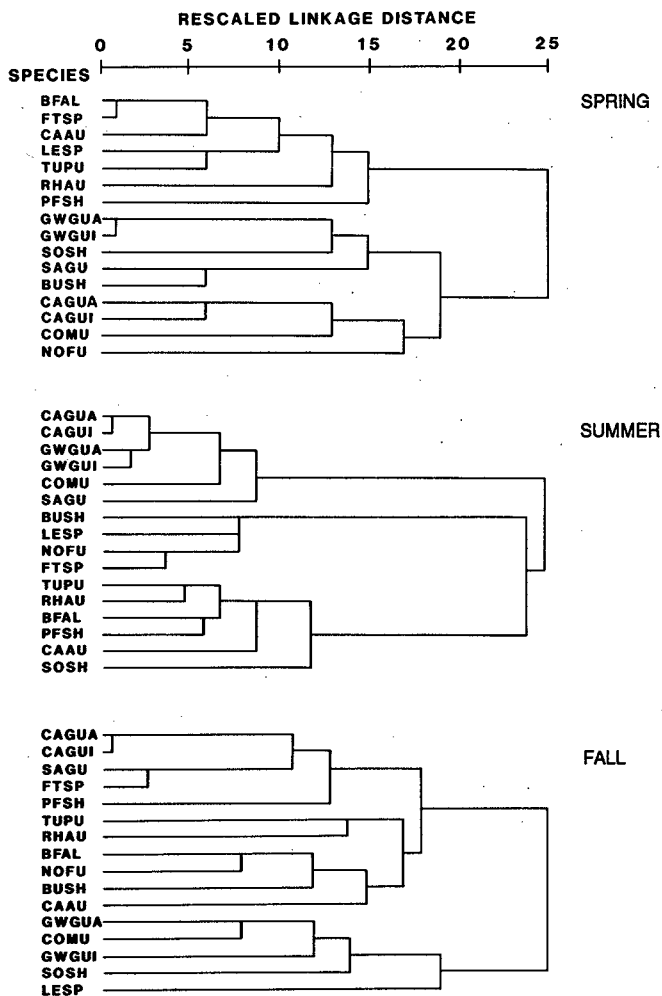 RESCALED LINKAGE DISTANCE
0 5 10 15 20 25
SPECIES
SPRING
BFAL
FTSP
CAAU
LESP
TUPU
RHAU
PFSH
GWGUA
GWGUI
SOSH
SAGU
BUSH
CAGUA
CAGUI
COMU
NOFU
SUMMER
CAGUA
CAGUI
GWGUA
GWGUI
COMU
SAGU
BUSH
LESP
NOFU
FTSP
TUPU
RHAU
BFAL
PFSH
CAAU
SOSH
FALL
CAGUA
CAGUI
SAGU
FTSP
PFSH
TUPU
RHAU
BFAL
NOFU
BUSH
CAAU
GWGUA
COMU
GWGUI
SOSH
LESP